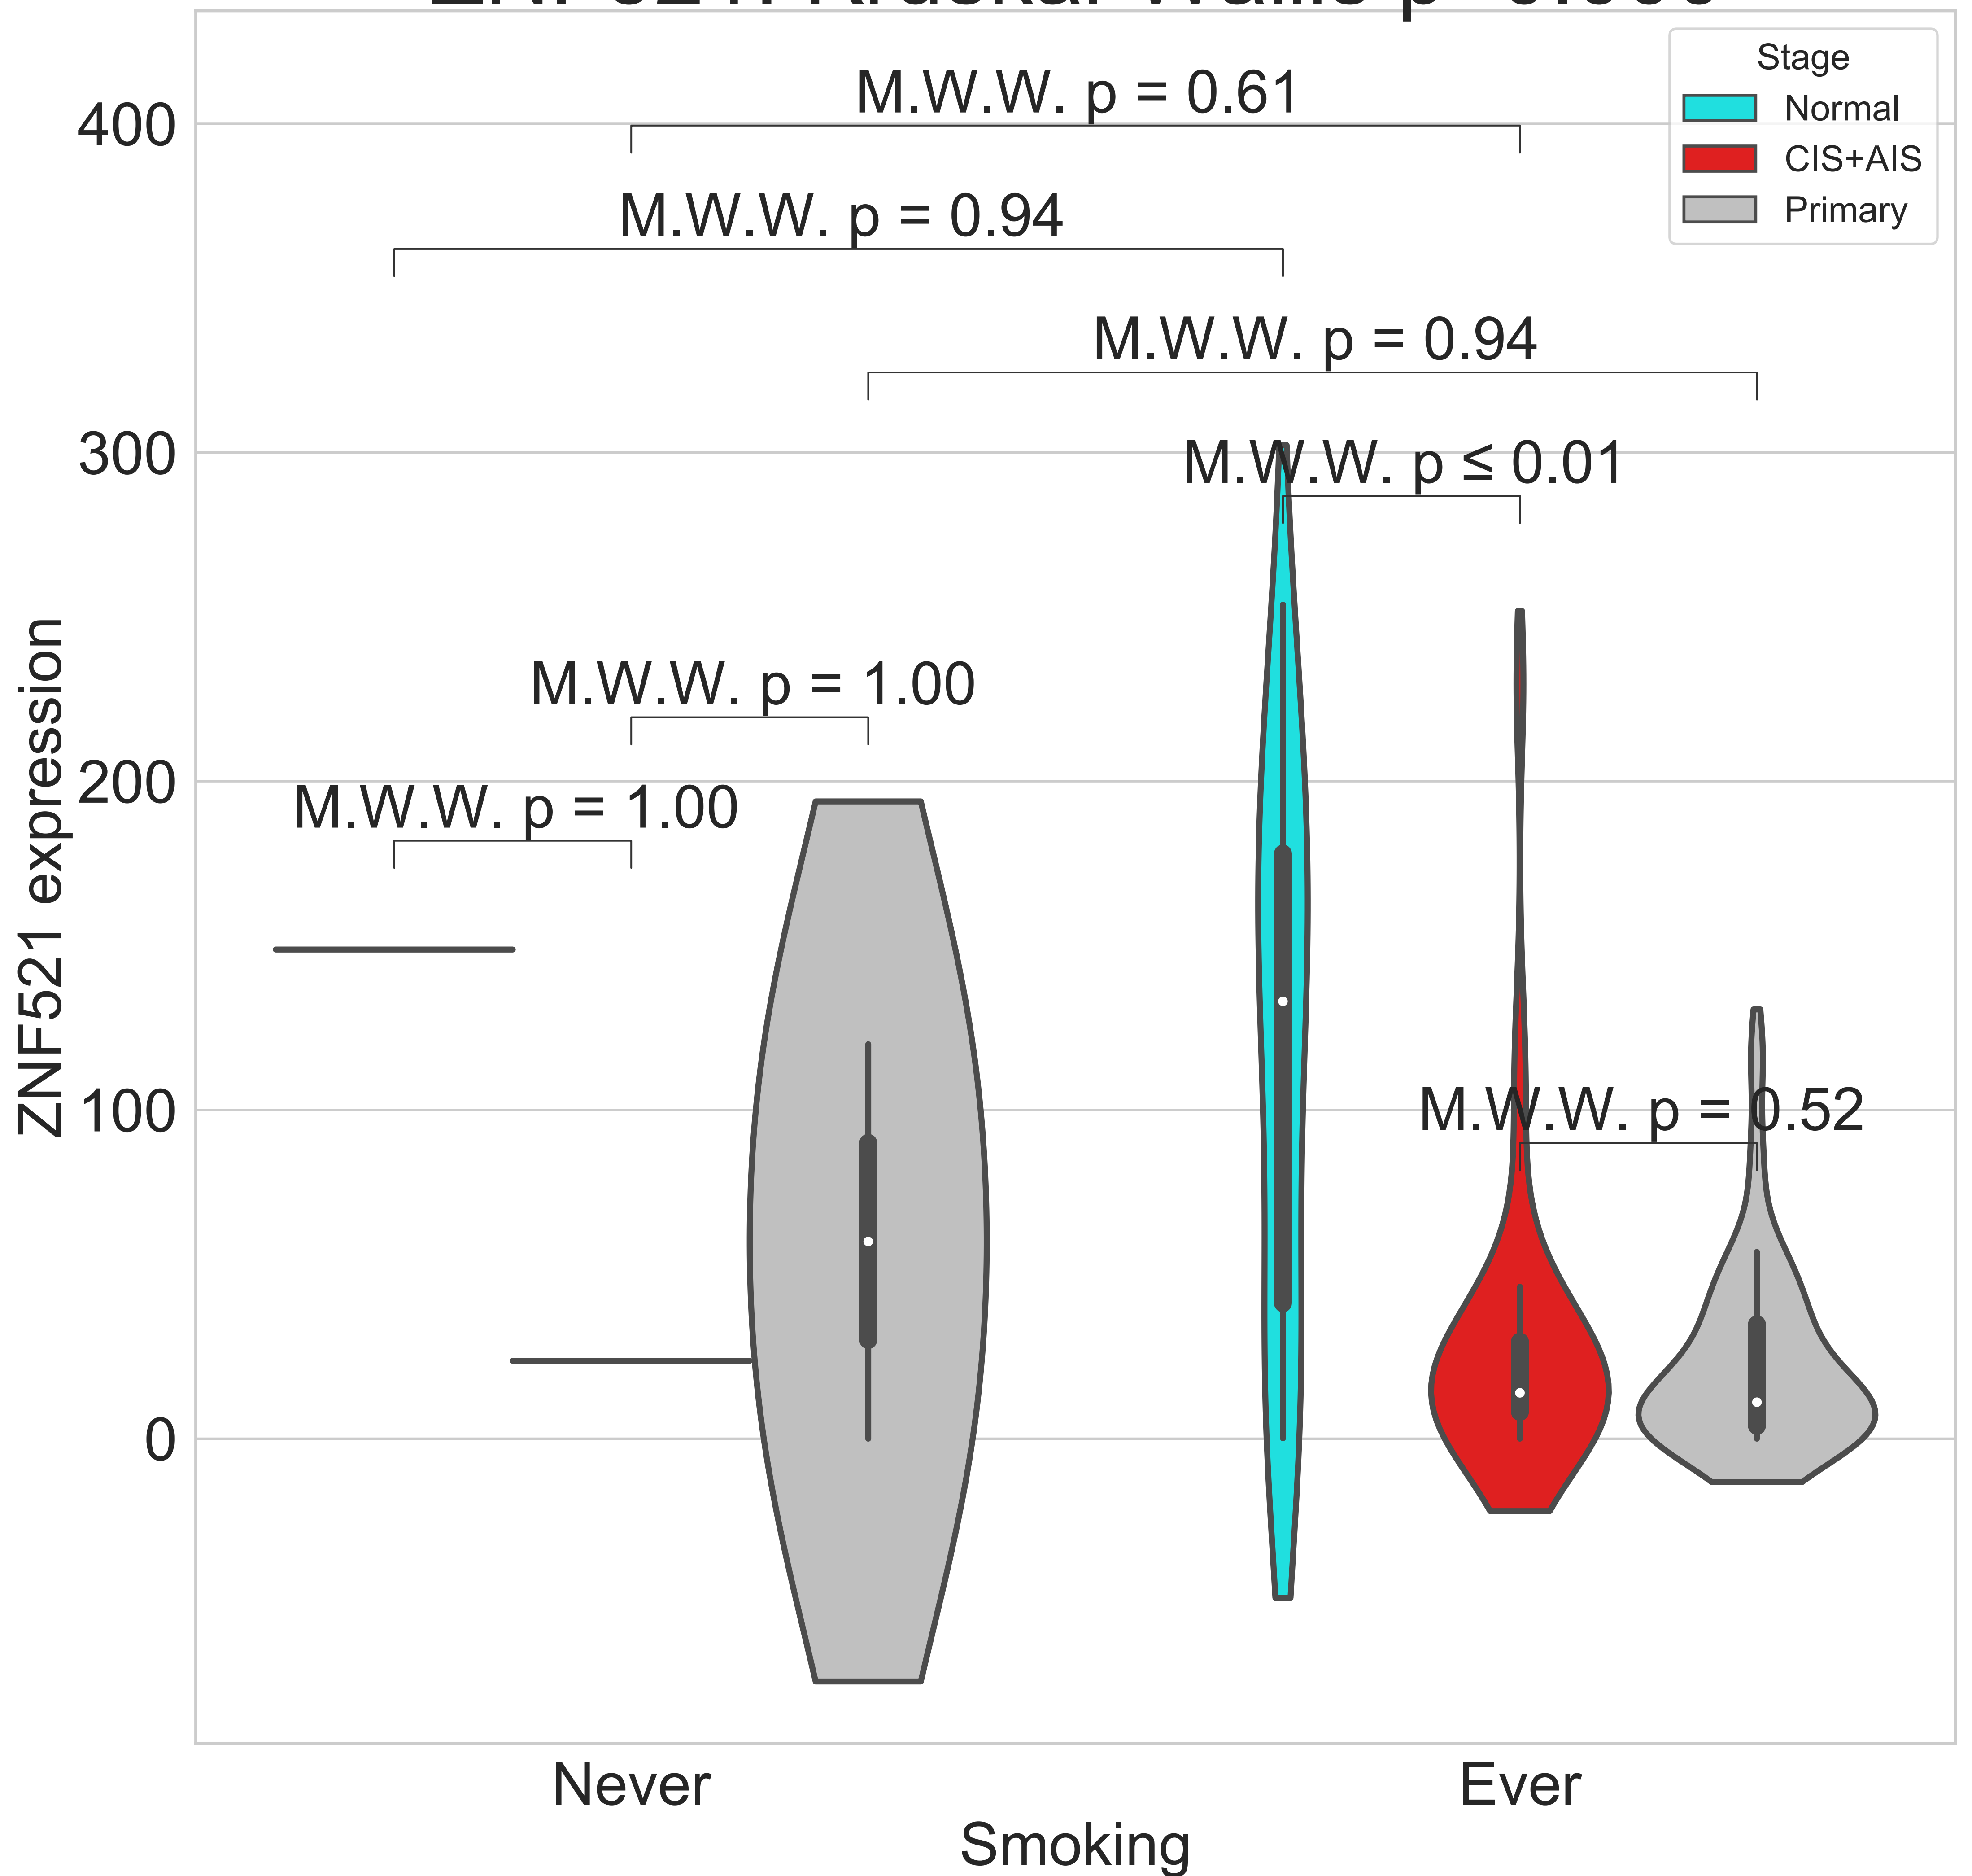 Stage
Normal
CIS+AIS
Primary
M.W.W. p = 0.61
M.W.W. p = 0.94
M.W.W. p = 0.94
M.W.W. p ≤ 0.01
M.W.W. p = 1.00
M.W.W. p = 1.00
M.W.W. p = 0.52
400
300
200
100
0
ZNF521 expression
Never
Ever
Smoking